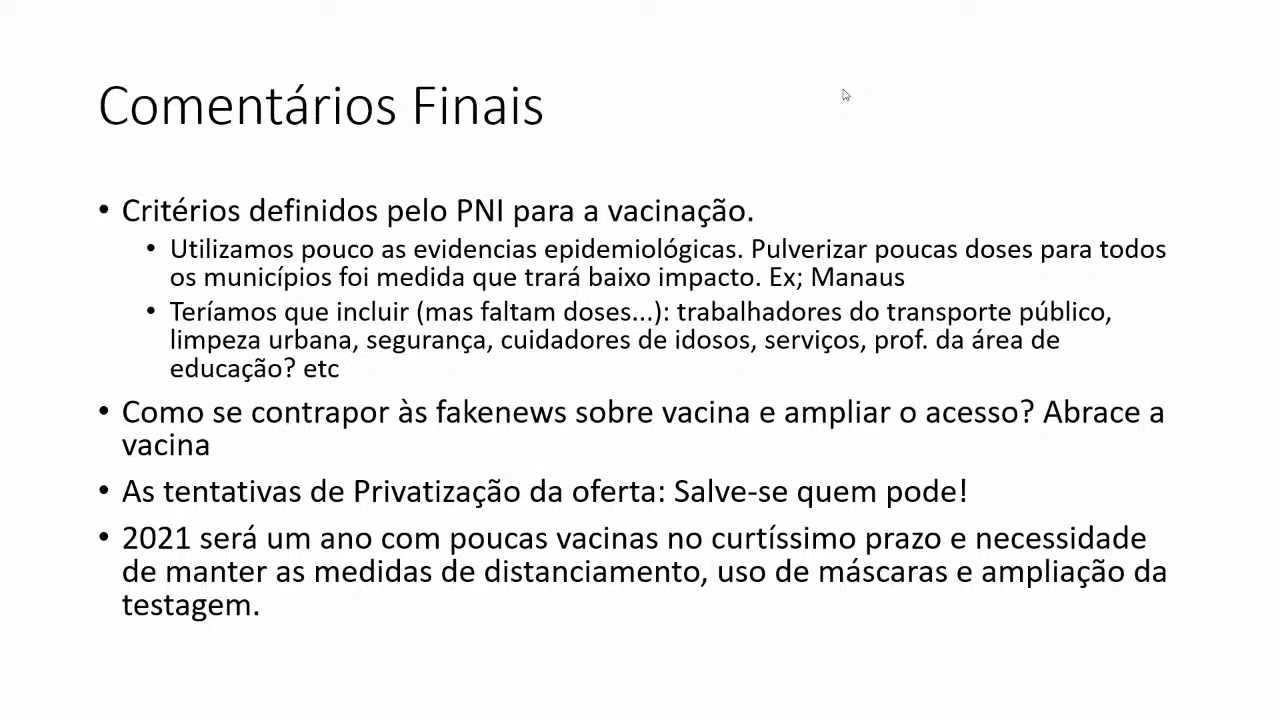 Comentários Finais
• Critérios definidos pelo PNI para a vacinação.
• Utilizamos pouco as evidencias epidemiológicas. Pulverizar poucas doses para todos
os municípios foi medida que trará baixo impacto. Ex; Manaus
• Teríamos que incluir (mas faltam doses...): trabalhadores do transporte público,
limpeza urbana, segurança, cuidadores de idosos, serviços, prof. da área de
educação? etc
• Como se contrapor às fakenews sobre vacina e ampliar o acesso? Abrace a
vacina
• As tentativas de Privatização da oferta: Salve-se quem pode!
• 2021 será um ano com poucas vacinas no curtíssimo prazo e necessidade
de manter as medidas de distanciamento, uso de máscaras e ampliação da
testagem.